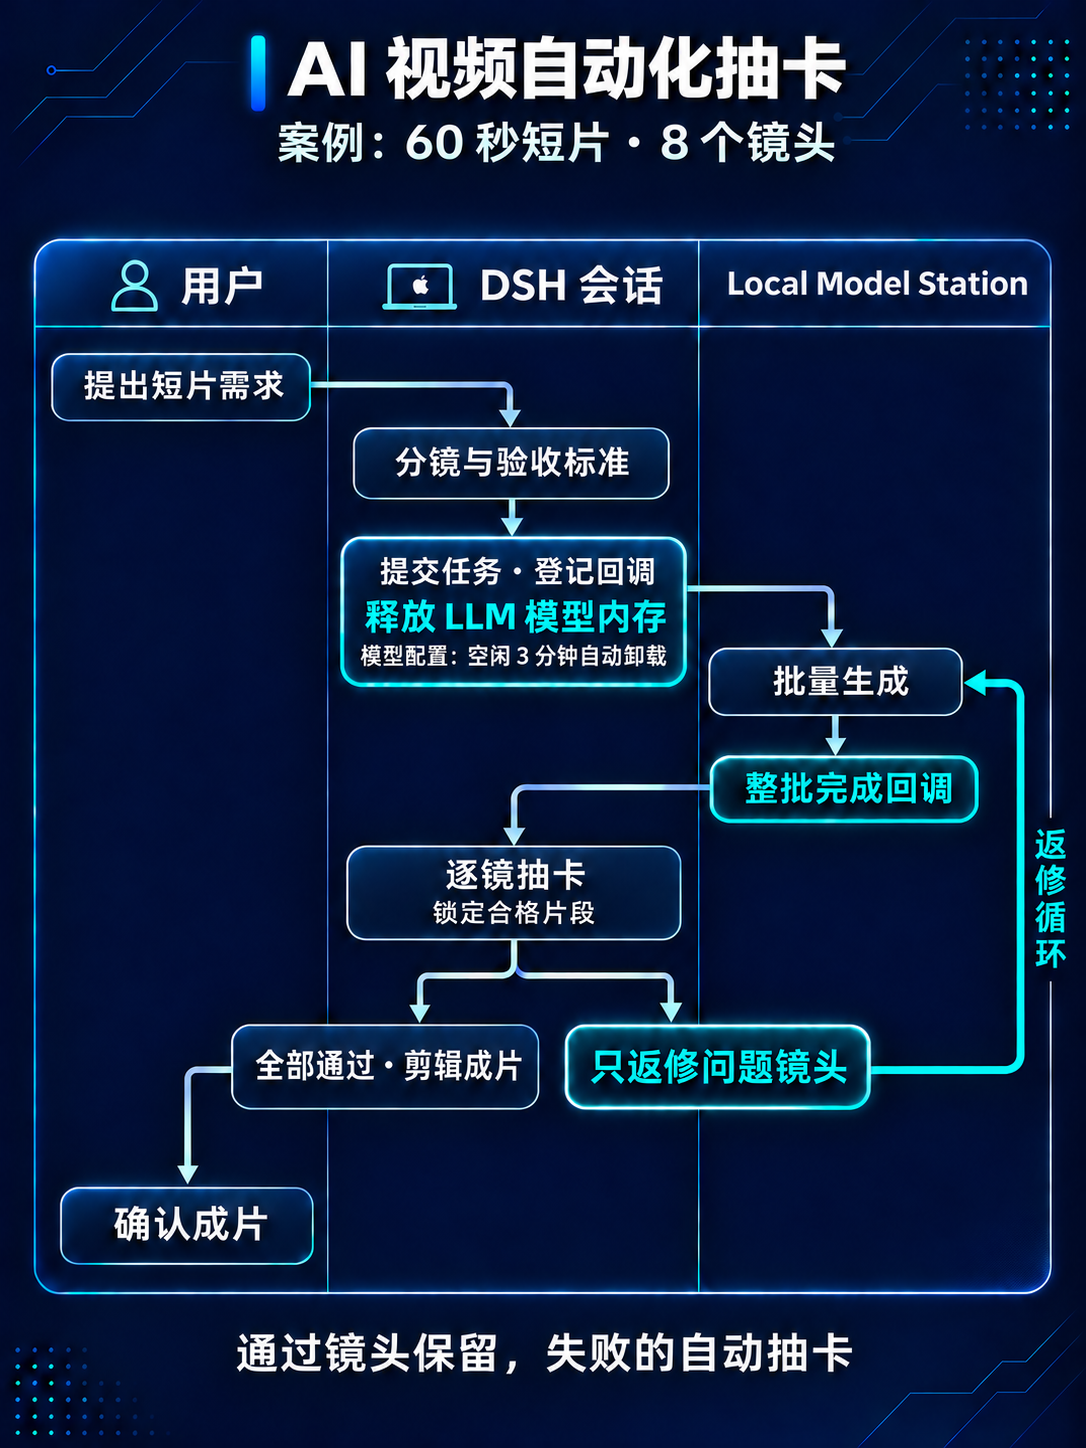 AI 视频自动化抽卡
案例：60 秒短片・8 个镜头
用户
DSH 会话
Local Model Station
提出短片需求
分镜与验收标准
提交任务・登记回调
释放 LLM 模型内存
模型配置：空闲 3 分钟自动卸载
批量生成
整批完成回调
逐镜抽卡
锁定合格片段
返修循环
全部通过・剪辑成片
只返修问题镜头
确认成片
通过镜头保留，失败的自动抽卡